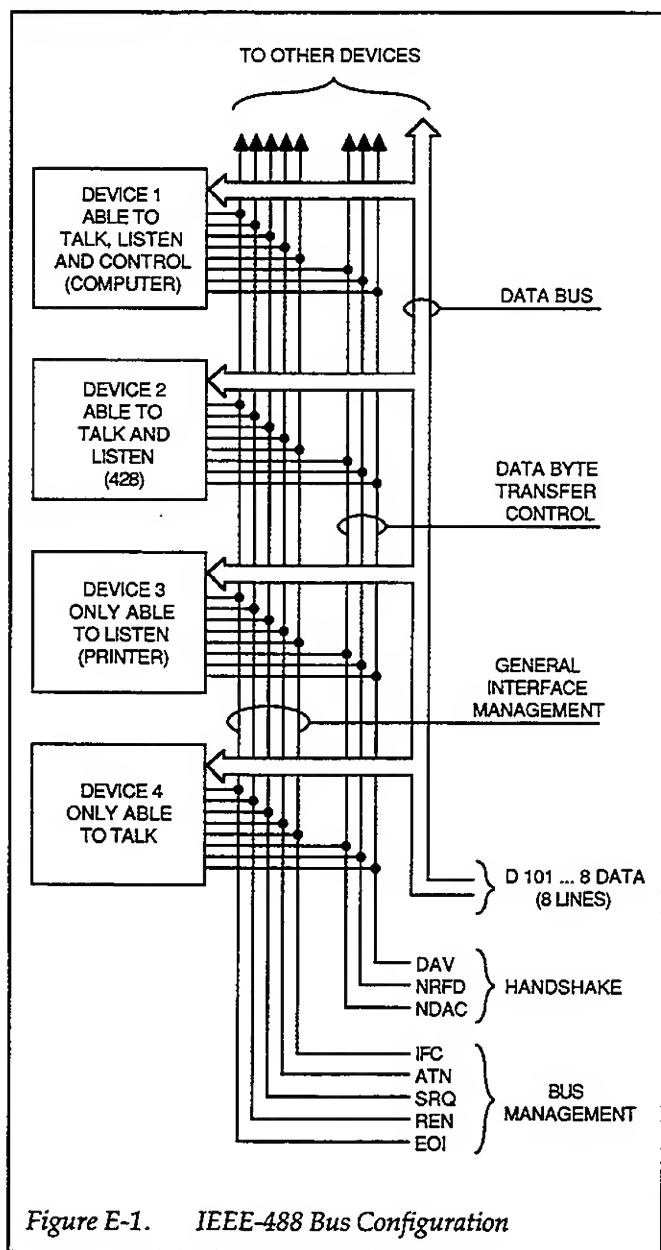 TO OTHER DEVICES
DEVICE 1
ABLE TO
TALK, LISTEN
AND CONTROL
(COMPUTER)
DATA BUS
DEVICE 2
ABLE TO
TALK AND
LISTEN
(428)
DATA BYTE
TRANSFER
CONTROL
DEVICE 3
ONLY ABLE
TO LISTEN
(PRINTER)
GENERAL
INTERFACE
MANAGEMENT
DEVICE 4
ONLY ABLE
TO TALK
D 101 ... 8 DATA
(8 LINES)
DAV
NRFD
NDAC
HANDSHAKE
IFC
ATN
SRQ
REN
EOI
BUS
MANAGEMENT
Figure E-1. IEEE-488 Bus Configuration